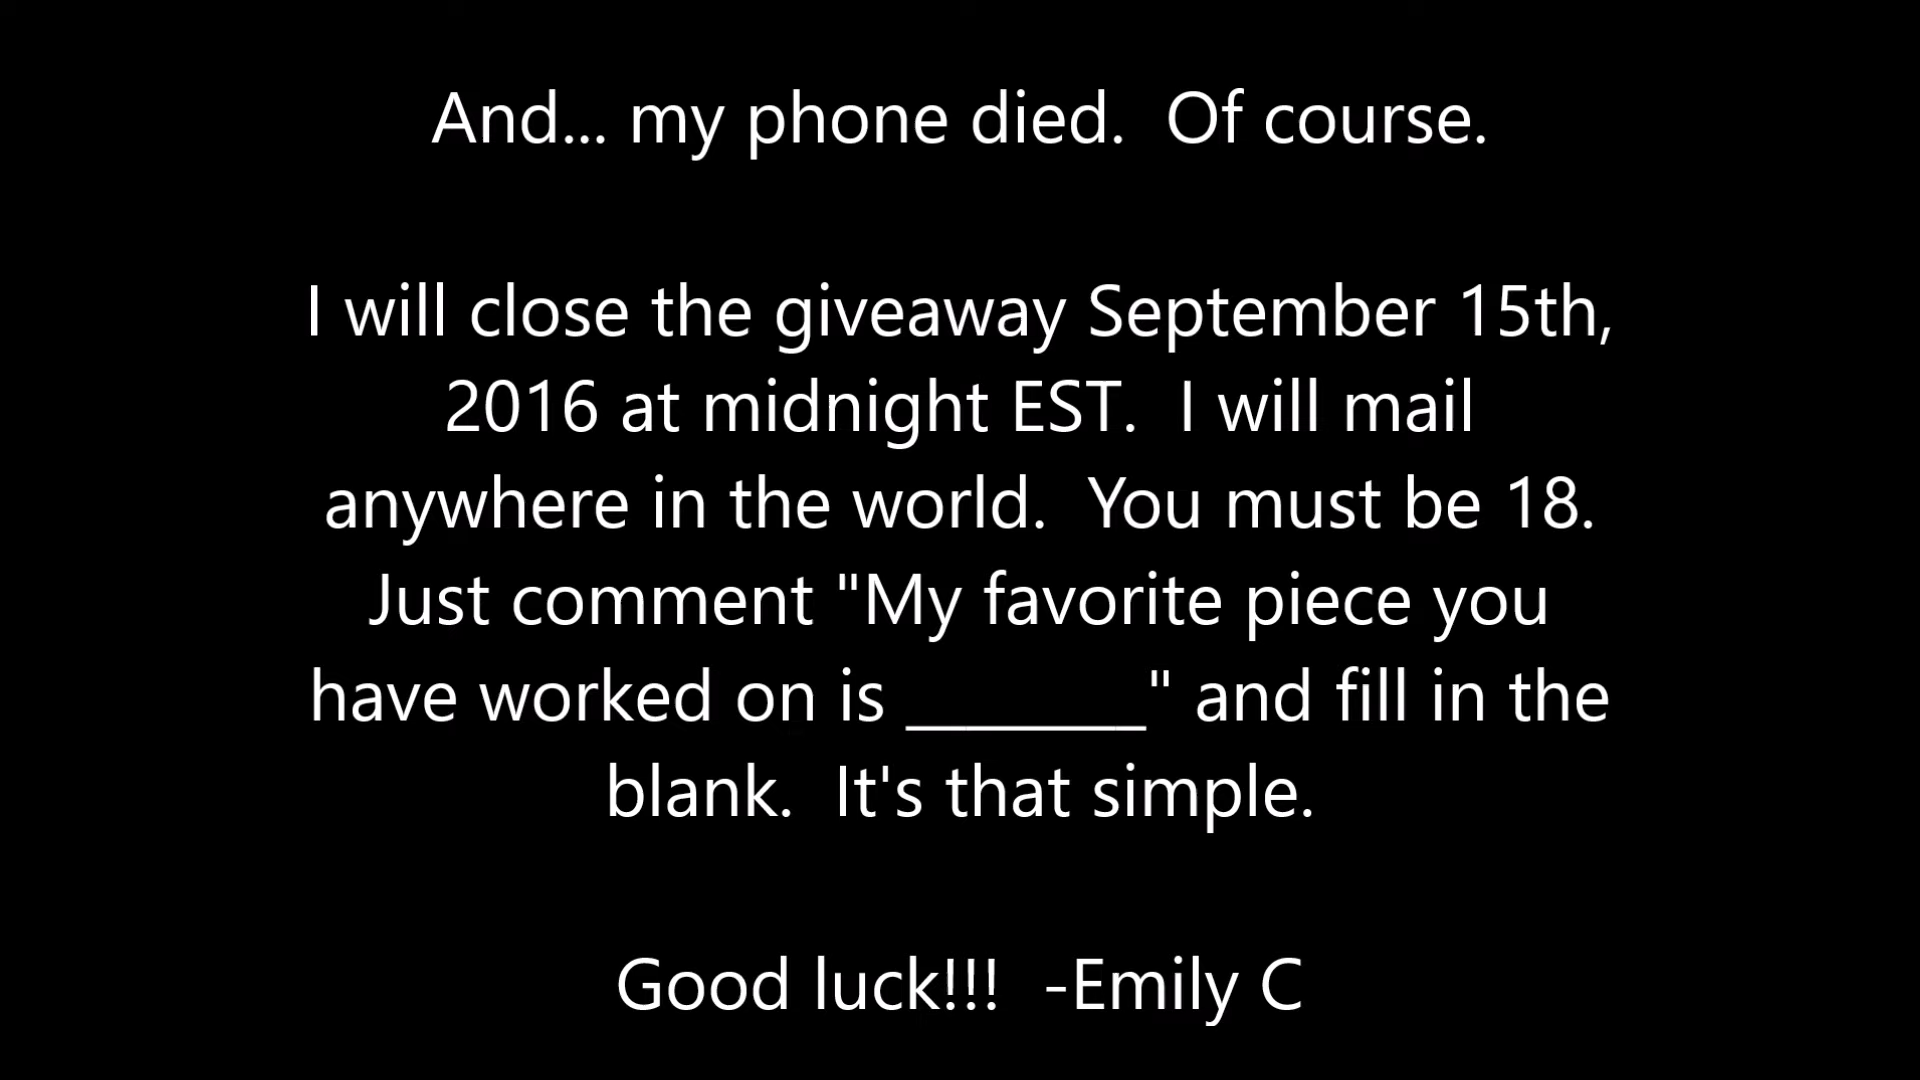 And... my phone died.  Of course.
I will close the giveaway September 15th,
2016 at midnight EST.  I will mail
anywhere in the world.  You must be 18.
Just comment "My favorite piece you
have worked on is ________" and fill in the
blank.  It's that simple.
Good luck!!!  -Emily C